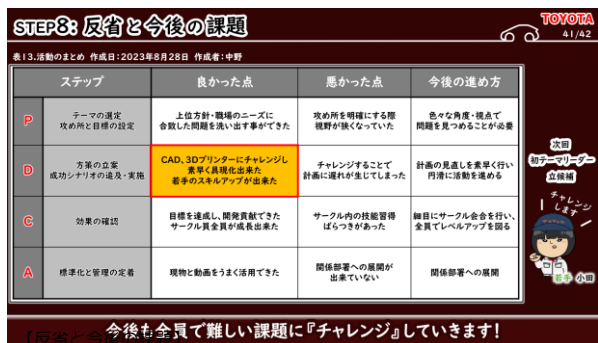 STEP8: 反省と今後の課題
TOYOTA
41/42
表13.活動のまとめ 作成日:2023年8月28日 作成者:中野
ステップ
良かった点
悪かった点
今後の進め方
P
テーマの選定
攻め所と目標の設定
上位方針・職場のニーズに
合致した問題を洗い出す事ができた
攻め所を明確にする際
視野が狭くなっていた
色々な角度・視点で
問題を見つめることが必要
D
方策の立案
成功シナリオの追及・実施
CAD、3Dプリンターにチャレンジし
素早く具現化出来た
若手のスキルアップが出来た
チャレンジすることで
計画に遅れが生じてしまった
計画の見直しを素早く行い
円滑に活動を進める
C
効果の確認
目標を達成し、開発貢献できた
サークル員全員が成長出来た
サークル内の技能習得
ばらつきがあった
細目にサークル会合を行い、
全員でレベルアップを図る
A
標準化と管理の定着
現物と動画をうまく活用できた
関係部署への展開が
出来ていない
関係部署への展開
次回
初テーマリーダー
立候補
チャレンジ
します
若手 小田
今後も全員で難しい課題に『チャレンジ』していきます!